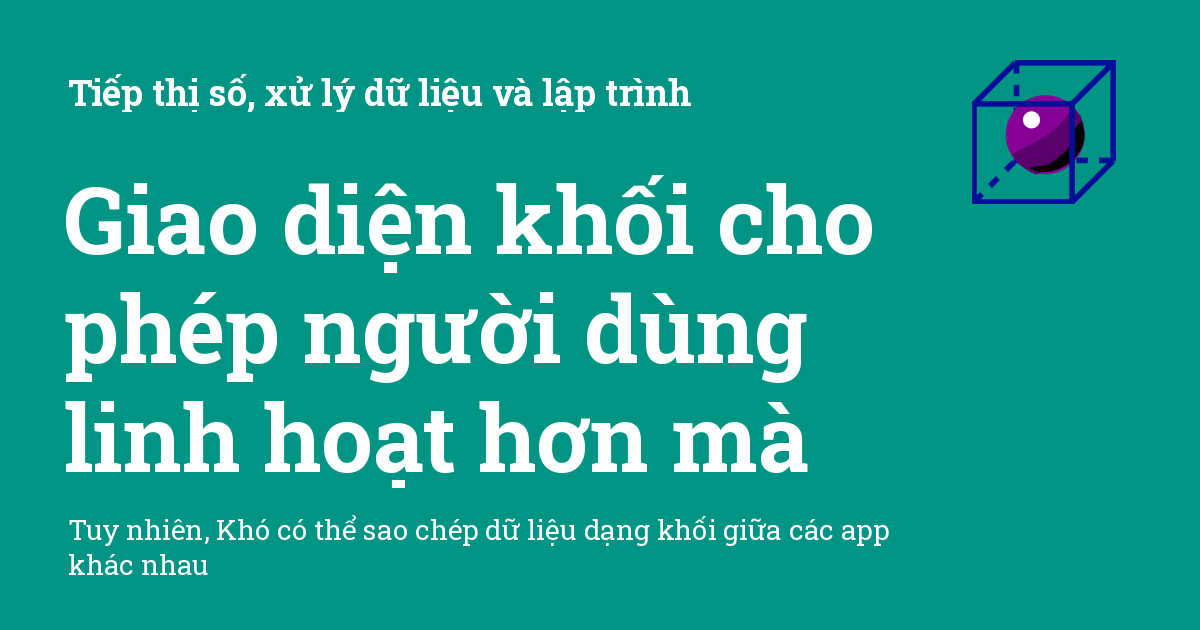 Tiếp thị số, xử lý dữ liệu và lập trình
Giao diện khối cho
phép người dùng
linh hoạt hơn mà
Tuy nhiên, Khó có thể sao chép dữ liệu dạng khối giữa các app
khác nhau